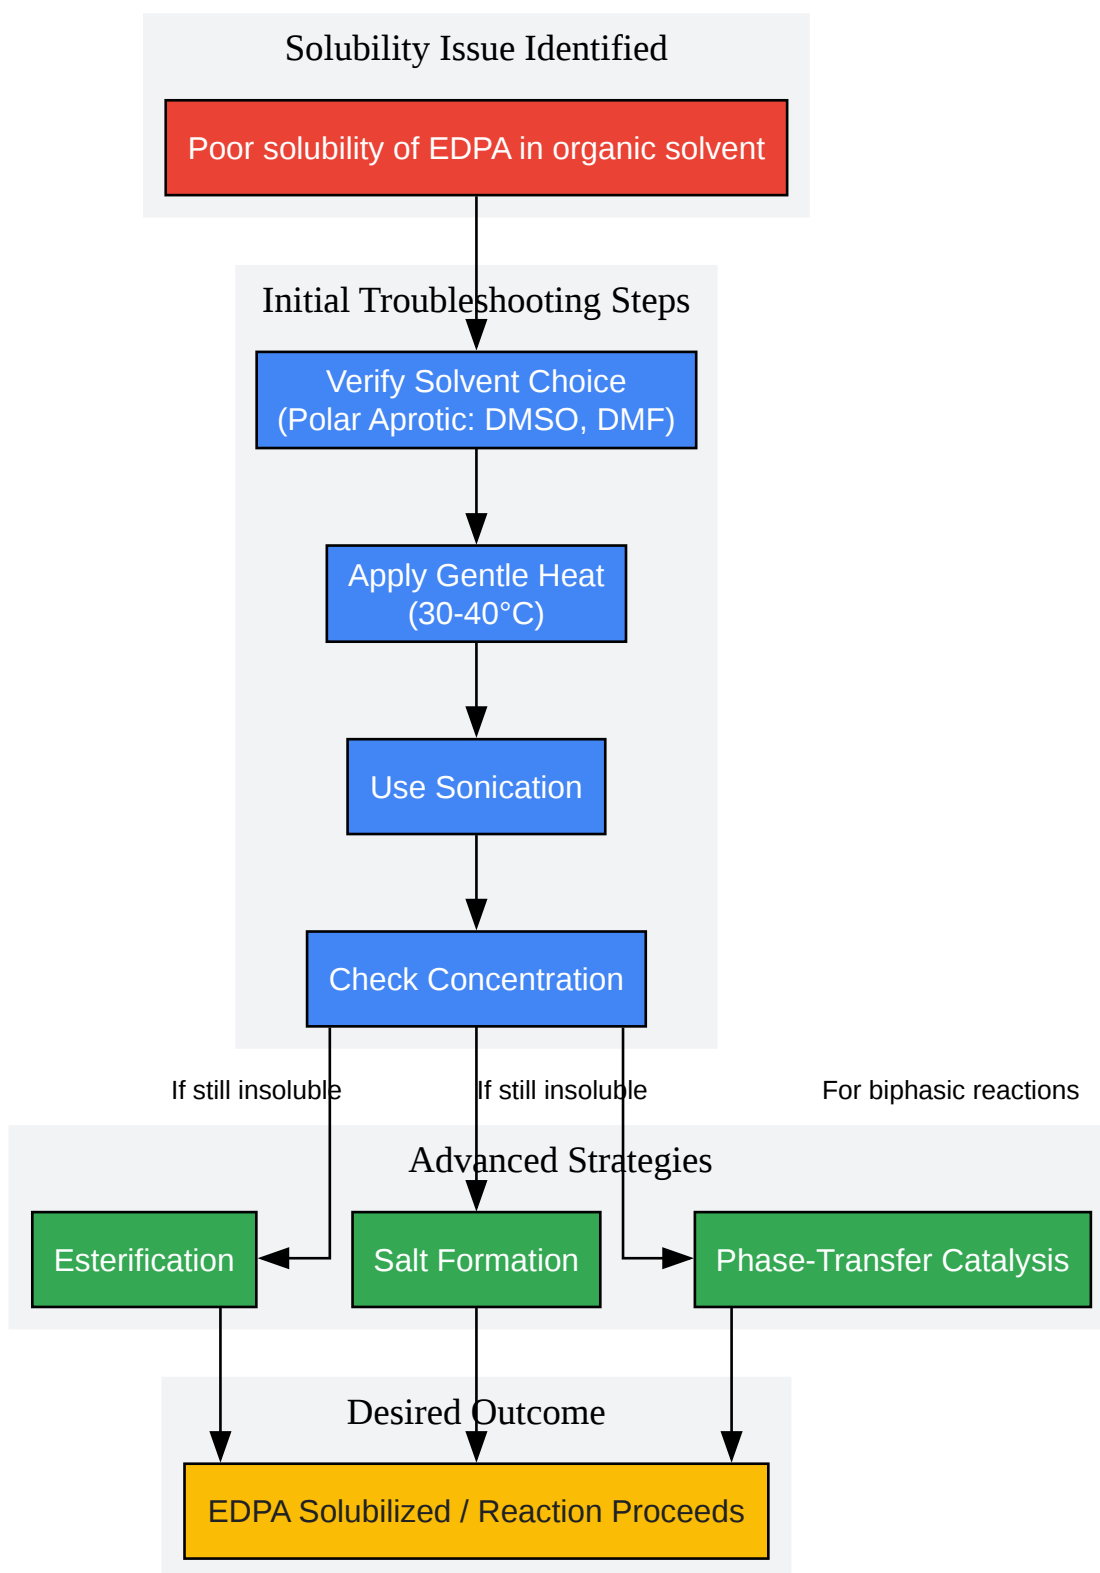 Solubility Issue Identified
Poor solubility of EDPA in organic solvent
Initial Troubleshooting Steps
Verify Solvent Choice
(Polar Aprotic: DMSO, DMF)
Apply Gentle Heat
(30-40°C)
Use Sonication
Check Concentration
If still insoluble
If still insoluble
For biphasic reactions
Advanced Strategies
Esterification
Salt Formation
Phase-Transfer Catalysis
Desired Outcome
EDPA Solubilized / Reaction Proceeds